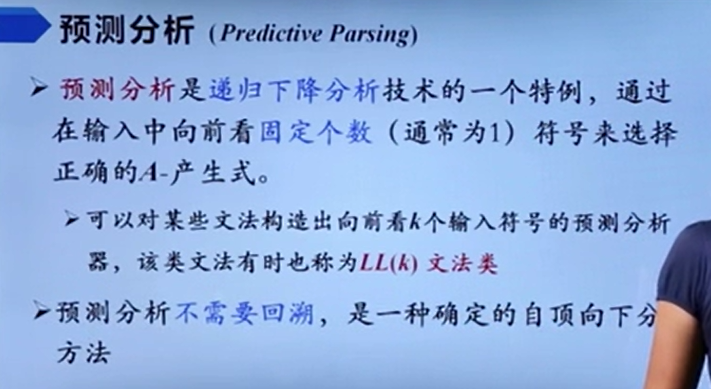 预测分析 (Predictive Parsing)
预测分析是递归下降分析技术的一个特例，通过
在输入中向前看固定个数（通常为1）符号来选择
正确的A-产生式。
可以对某些文法构造出向前看k个输入符号的预测分析
器，该类文法有时也称为LL(k) 文法类
预测分析不需要回溯，是一种确定的自顶向下分
方法